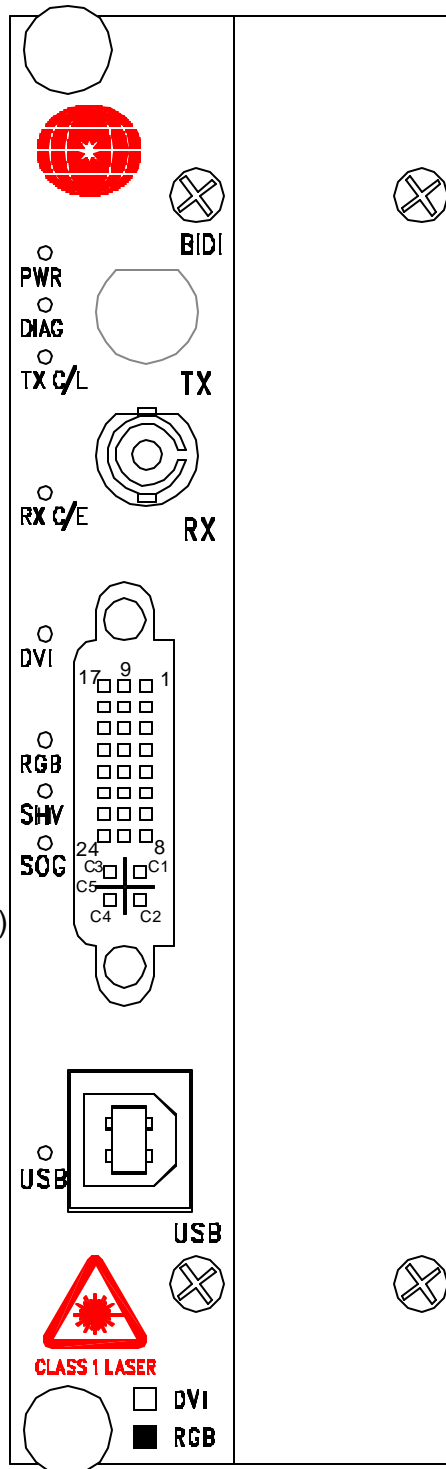 BIDI
PWR
DIAG
TX C/L
TX
RX C/E
RX
DVI
17 9 1
RGB
SHV
24 8
SOG
C3 C1
C5
C4 C2
)
USB
USB
CLASS 1 LASER
DVI
RGB